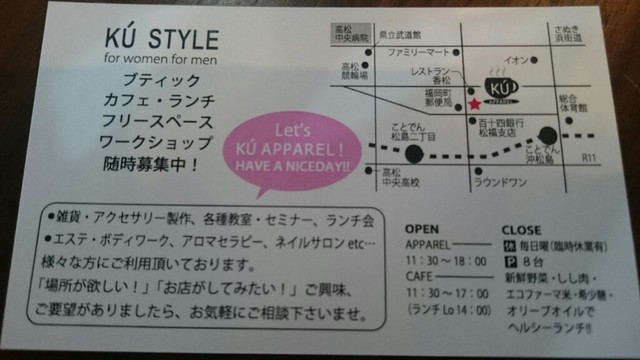 KÚ STYLE
for women for men
ブティック
カフェ・ランチ
フリースペース
ワークショップ
随時募集中！
Let's
KÚ APPAREL!
HAVE A NICEDAY!!
高松
中央病院
県立武道館
さぬき
浜街道
ファミリーマート
イオン
高松
競輪場
レストラン
香松
KÚ
APPAREL
福岡町
郵便局
総合
体育館
百十四銀行
松福支店
ことでん
松島二丁目
ことでん
沖松島
R11
高松
中央高校
ラウンドワン
●雑貨・アクセサリー製作、各種教室・セミナー、ランチ会
●エステ・ボディワーク、アロマセラピー、ネイルサロン etc…
様々な方にご利用頂いております。
「場所が欲しい！」「お店がしてみたい！」ご興味、
ご要望がありましたら、お気軽にご相談下さいませ。
OPEN
APPAREL
11：30〜18：00
CAFE
11：30〜17：00
(ランチ Lo 14：00)
CLOSE
休 毎日曜(臨時休業有)
P 8台
新鮮野菜・しし肉・
エコファーマ米・希少糖・
オリーブオイルで
ヘルシーランチ!!